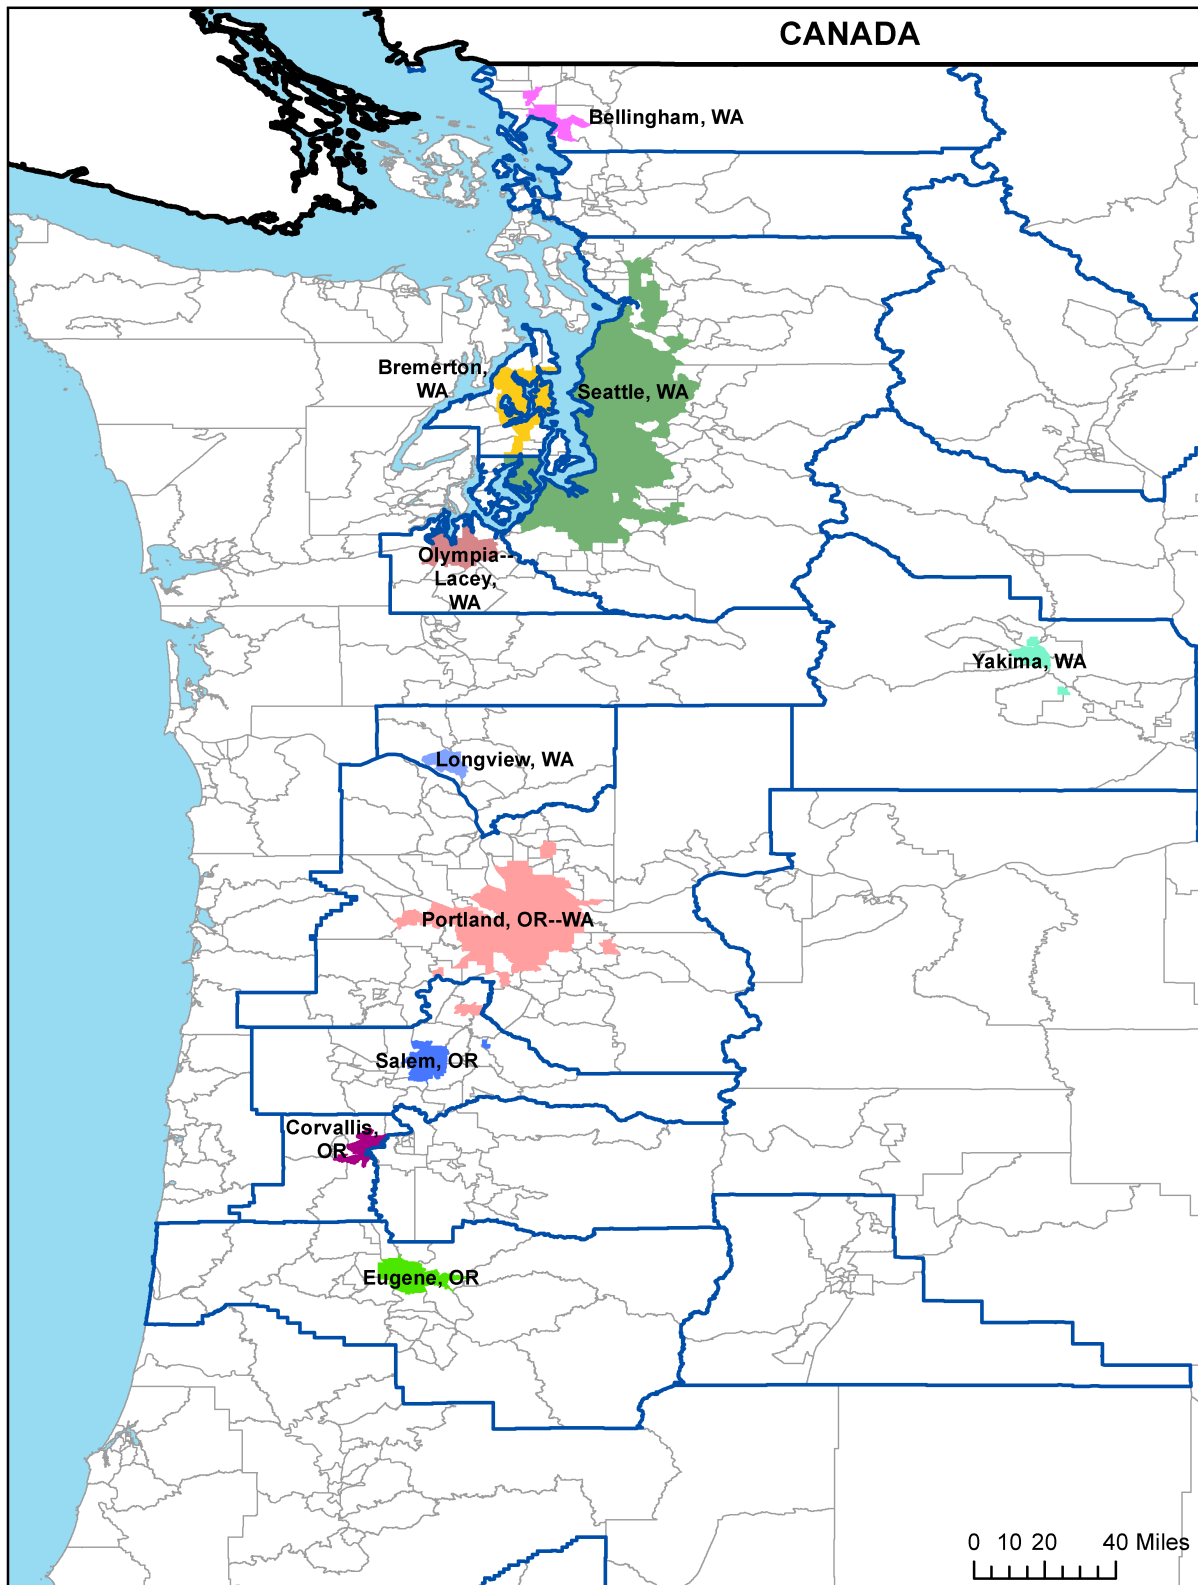 CANADA
Bellingham, WA
Bremerton,
WA
Seattle, WA
Olympia--
Lacey,
WA
Yakima, WA
Longview, WA
Portland, OR--WA
Salem, OR
Corvallis,
OR
Eugene, OR
0 10 20 40 Miles